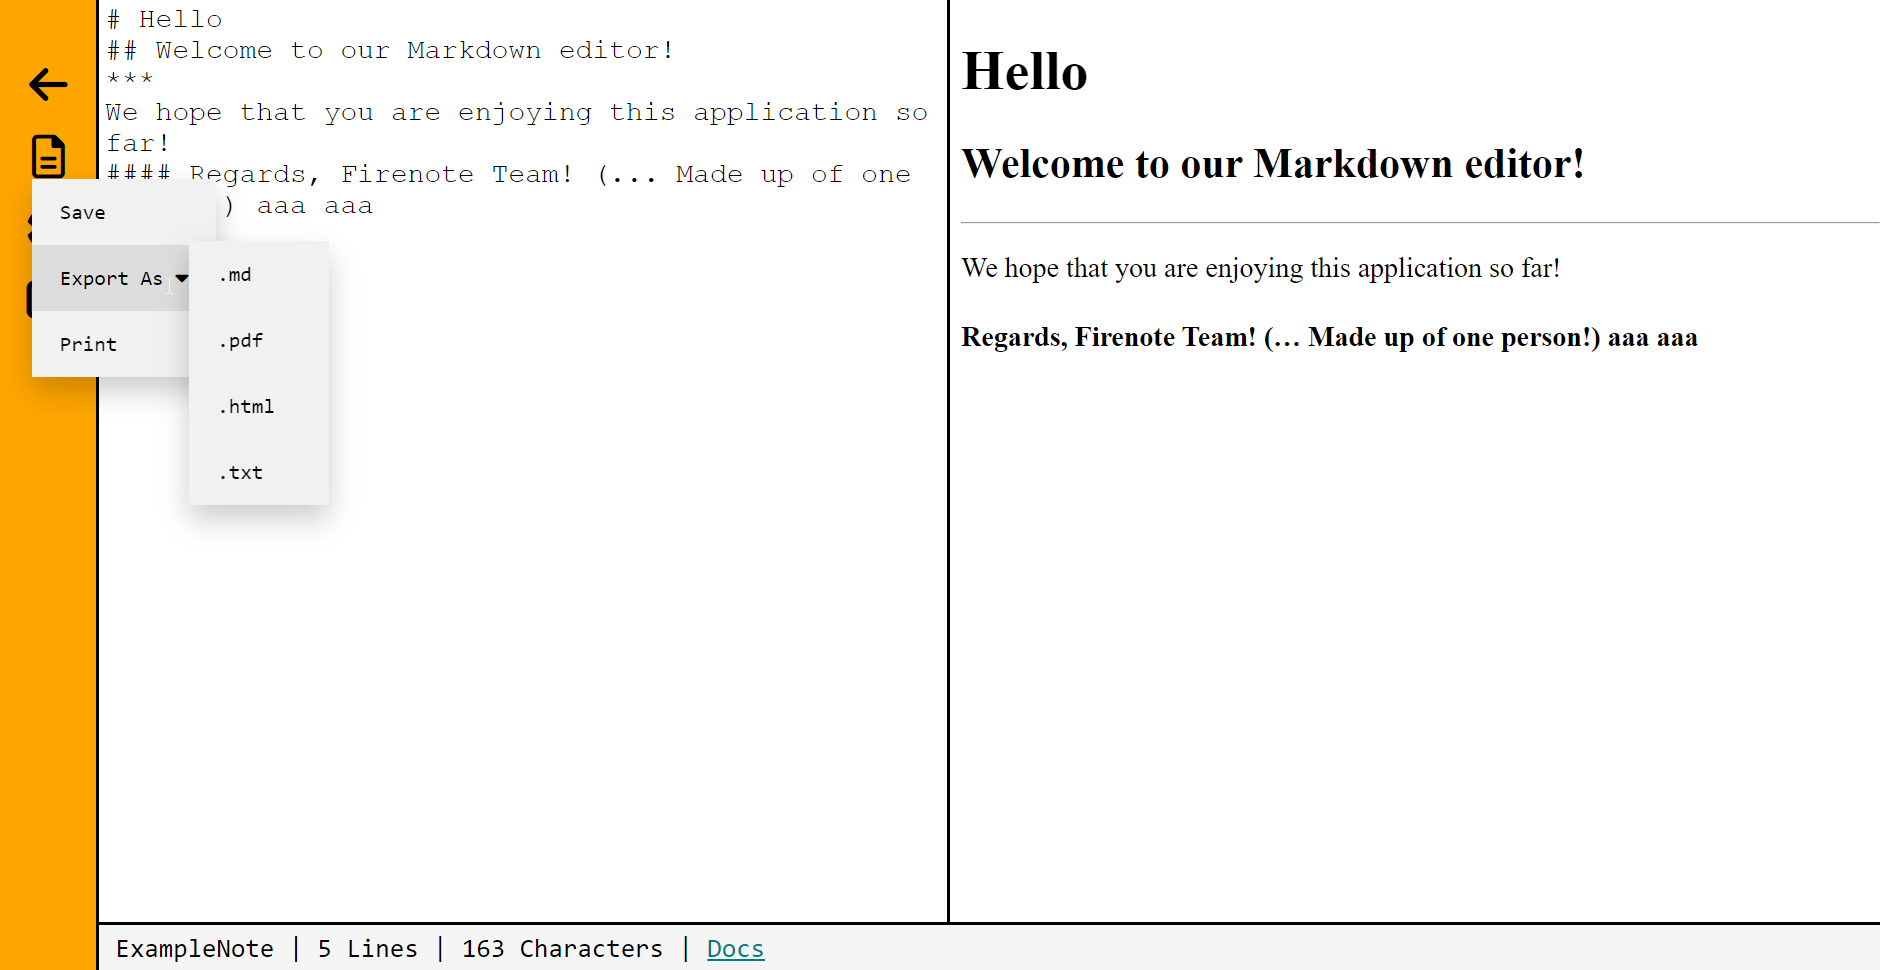 # Hello
## Welcome to our Markdown editor!
***
We hope that you are enjoying this application so
far!
#### Regards, Firenote Team! (... Made up of one
) aaa aaa
Save
Export As
Print
.md
.pdf
.html
.txt
Hello
Welcome to our Markdown editor!
We hope that you are enjoying this application so far!
Regards, Firenote Team! (… Made up of one person!) aaa aaa
ExampleNote | 5 Lines | 163 Characters | Docs